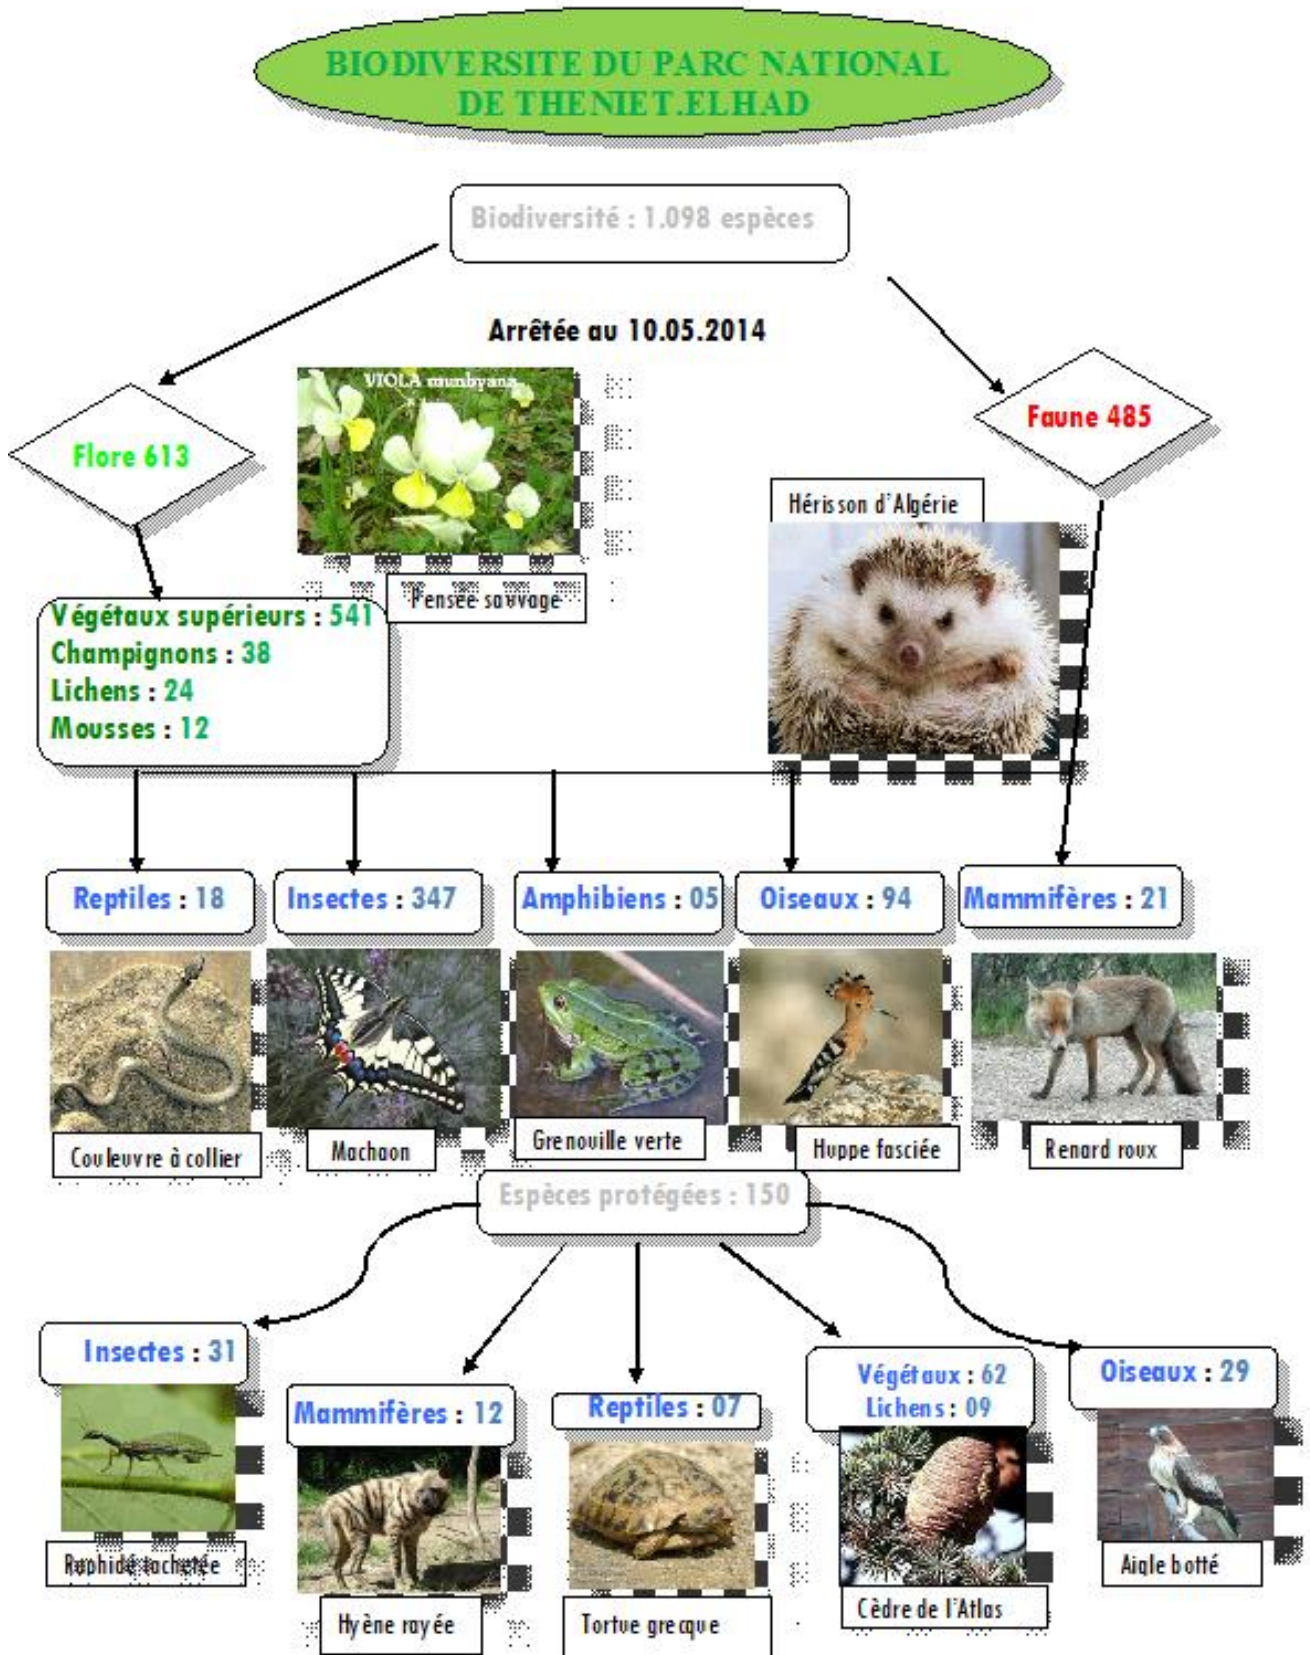 BIODIVERSITE DU PARC NATIONAL
DE THENIET.ELHAD
Biodiversité : 1.098 espèces
Arrêtée au 10.05.2014
VIOLA munbyana
Flore 613
Faune 485
Hérisson d'Algérie
Pensée sauvage
Végétaux supérieurs : 541
Champignons : 38
Lichens : 24
Mousses : 12
Reptiles : 18
Insectes : 347
Amphibiens : 05
Oiseaux : 94
Mammifères : 21
Couleuvre à collier
Machaon
Grenouille verte
Huppe fasciée
Renard roux
Espèces protégées : 150
Insectes : 31
Mammifères : 12
Reptiles : 07
Végétaux : 62
Lichens : 09
Oiseaux : 29
Raphidé tachetée
Hyène rayée
Tortue grecque
Cèdre de l'Atlas
Aigle botté